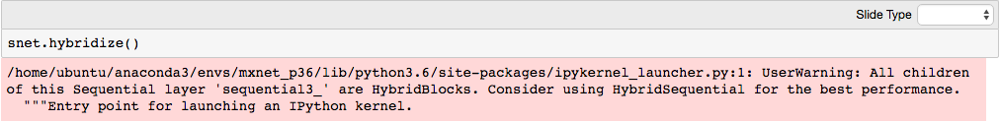 Slide Type
snet.hybridize()
/home/ubuntu/anaconda3/envs/mxnet_p36/lib/python3.6/site-packages/ipykernel_launcher.py:1: UserWarning: All children
of this Sequential layer 'sequential3_' are HybridBlocks. Consider using HybridSequential for the best performance.
"""Entry point for launching an IPython kernel.